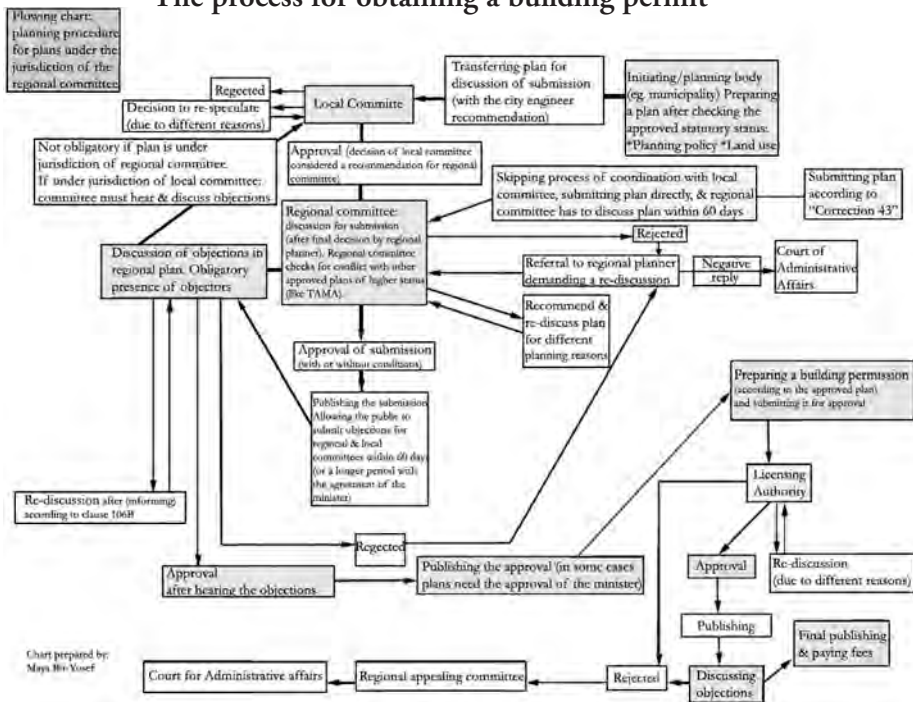 The process for obtaining a building permit
Plowing chart:
planning procedure
for plans under the
jurisdiction of the
regional committee
Regected
Decision to re-speculate
(due to different reasons)
Local Committe
Transferring plan for
discussion of submission
(with the city engineer
recommendation)
Initiating/planning body
(eg. municipality) Preparing
a plan after checking the
approved statutory status:
*Planning policy *Land use
Not obligatory if plan is under
jurisdiction of regional committee.
If under jurisdiction of local committee:
committee must hear & discuss objections
Approval (decision of local committee
considered a recommendation for regional
committee)
Skipping process of coordination with local
committee, submitting plan directly, & regional
committee has to discuss plan within 60 days
Submitting plan
according to
"Correction 43"
Regional committee:
discussion for submission
(after final decision by regional
planner). Regional committee
checks for conflict with other
approved plans of higher status
(like TAMA).
Rejected
Discussion of objections in
regional plan. Obligatory
presence of objectors
Referral to regional planner
demanding a re-discussion
Negative
reply
Court of
Administrative
Affairs
Recommend &
re-discuss plan
for different
planning reasons
Approval of submission
(with or without conditions)
Preparing a building permission
(according to the approved plan)
and submitting it for approval
Publishing the submission
Allowing the public to
submit objections for
regional & local
committees within 60 days
(or a longer period with
the agreement of the
minister)
Licensing
Authority
Re-discussion after (informing)
according to clause 106B
Regected
Approval
after hearing the objections
Publishing the approval (in some cases
plans need the approval of the minister)
Approval
Re-discussion
(due to different reasons)
Publishing
Final publishing
& paying fees
Chart prepared by:
Maya
Court for Administrative affairs
Regional appealing committee
Rejected
Discussing
objections